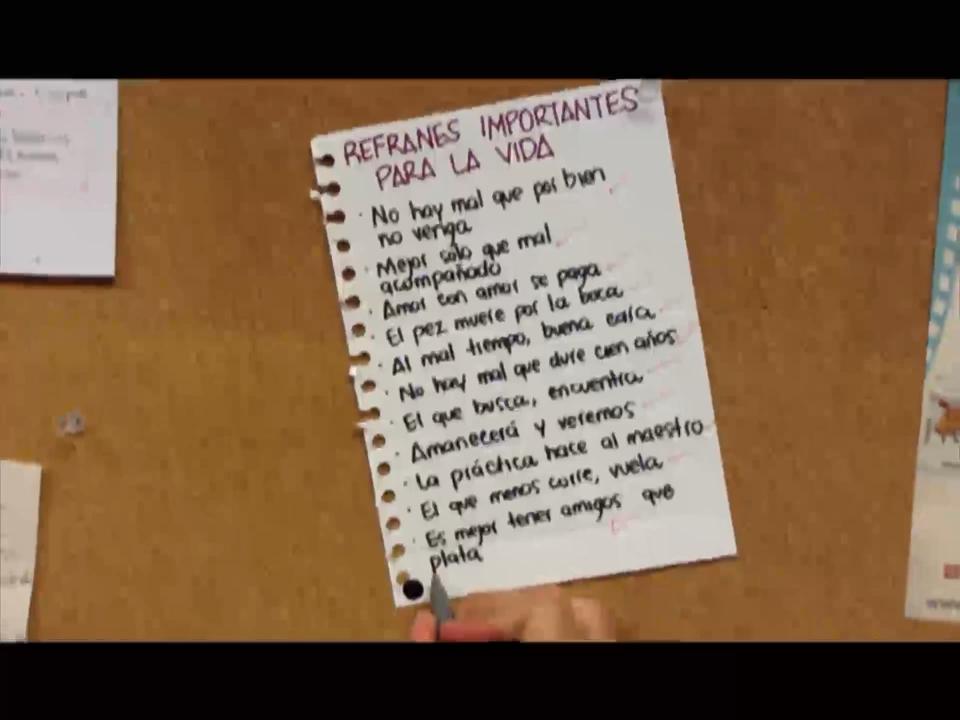 REFRANES IMPORTANTES
PARA LA VIDA
· No hay mal que por bien
no venga
· Mejor sólo que mal
acompañado
· Amor con amor se paga
· El pez muere por la boca
· Al mal tiempo, buena cara
· No hay mal que dure cien años
· El que busca, encuentra
· Amanecerá y veremos
· La práctica hace al maestro
· El que menos corre, vuela
· Es mejor tener amigos que
plata